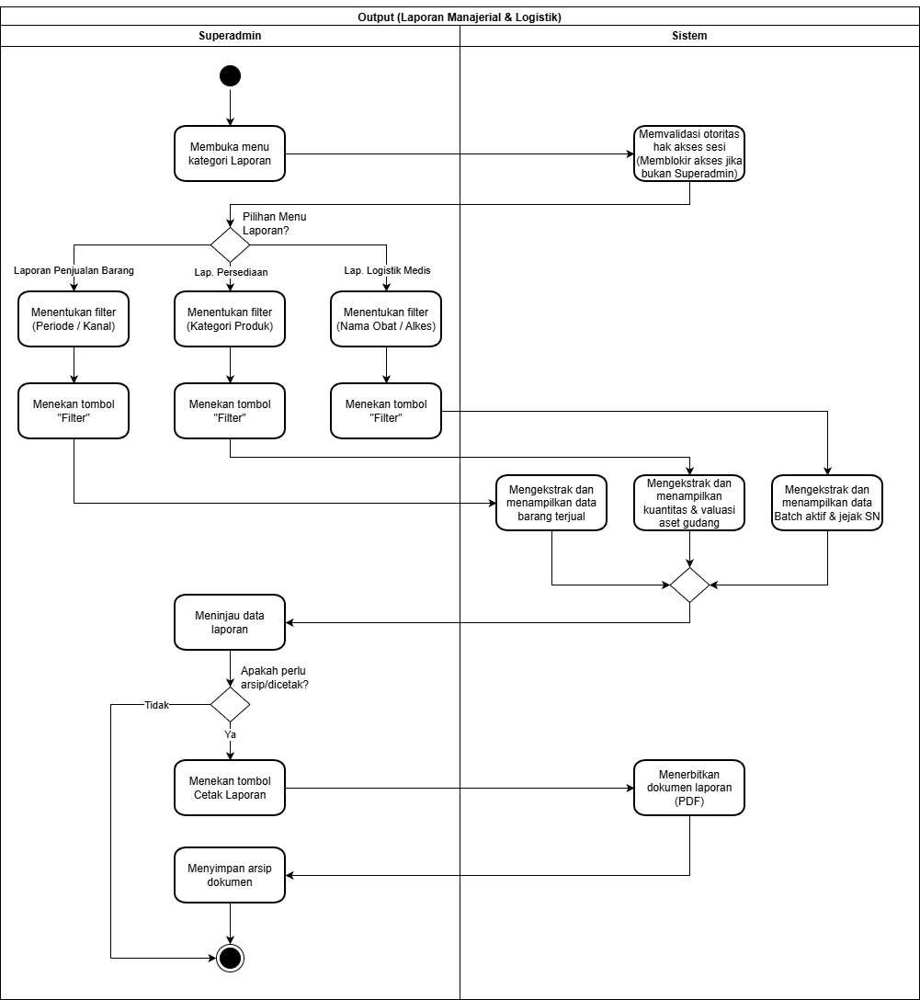 Output (Laporan Manajerial & Logistik)
Superadmin
Sistem
Membuka menu
kategori Laporan
Memvalidasi otoritas
hak akses sesi
(Memblokir akses jika
bukan Superadmin)
Pilihan Menu
Laporan?
Laporan Penjualan Barang
Lap. Persediaan
Lap. Logistik Medis
Menentukan filter
(Periode / Kanal)
Menentukan filter
(Kategori Produk)
Menentukan filter
(Nama Obat / Alkes)
Menekan tombol
"Filter"
Menekan tombol
"Filter"
Menekan tombol
"Filter"
Mengekstrak dan
menampilkan data
barang terjual
Mengekstrak dan
menampilkan
kuantitas & valuasi
aset gudang
Mengekstrak dan
menampilkan data
Batch aktif & jejak SN
Meninjau data
laporan
Apakah perlu
arsip/dicetak?
Tidak
Ya
Menekan tombol
Cetak Laporan
Menerbitkan
dokumen laporan
(PDF)
Menyimpan arsip
dokumen